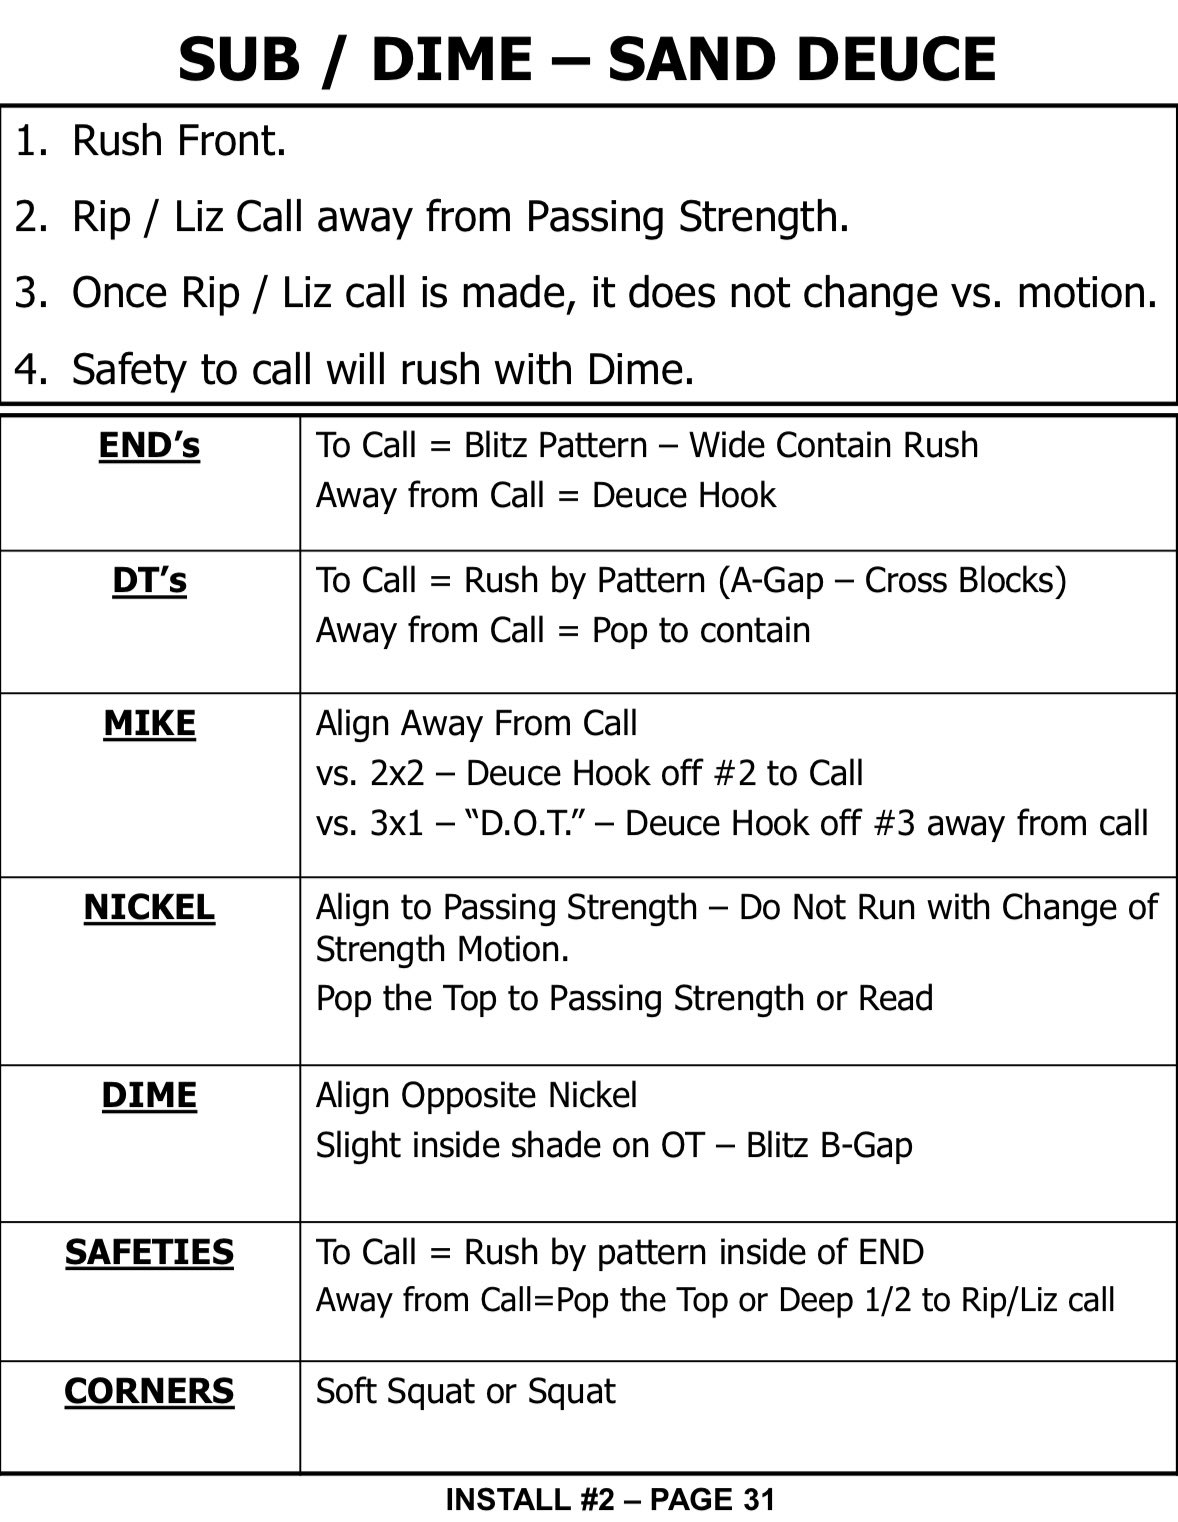 SUB / DIME – SAND DEUCE
1. Rush Front.
2. Rip / Liz Call away from Passing Strength.
3. Once Rip / Liz call is made, it does not change vs. motion.
4. Safety to call will rush with Dime.
END’s
To Call = Blitz Pattern – Wide Contain Rush
Away from Call = Deuce Hook
DT’s
To Call = Rush by Pattern (A-Gap – Cross Blocks)
Away from Call = Pop to contain
MIKE
Align Away From Call
vs. 2x2 – Deuce Hook off #2 to Call
vs. 3x1 – “D.O.T.” – Deuce Hook off #3 away from call
NICKEL
Align to Passing Strength – Do Not Run with Change of
Strength Motion.
Pop the Top to Passing Strength or Read
DIME
Align Opposite Nickel
Slight inside shade on OT – Blitz B-Gap
SAFETIES
To Call = Rush by pattern inside of END
Away from Call=Pop the Top or Deep 1/2 to Rip/Liz call
CORNERS
Soft Squat or Squat
INSTALL #2 – PAGE 31